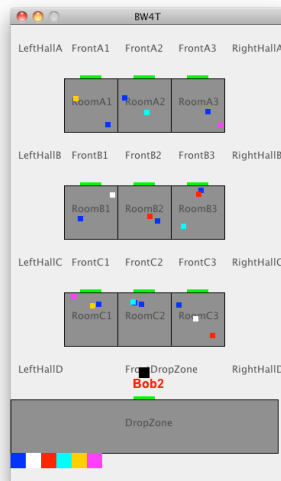 BW4T
LeftHallA FrontA1 FrontA2 FrontA3 RightHallA
RoomA1 RoomA2 RoomA3
LeftHallB FrontB1 FrontB2 FrontB3 RightHallB
RoomB1 RoomB2 RoomB3
LeftHallC FrontC1 FrontC2 FrontC3 RightHallC
RoomC1 RoomC2 RoomC3
LeftHallD FrontDropZone RightHallD
Bob2
DropZone